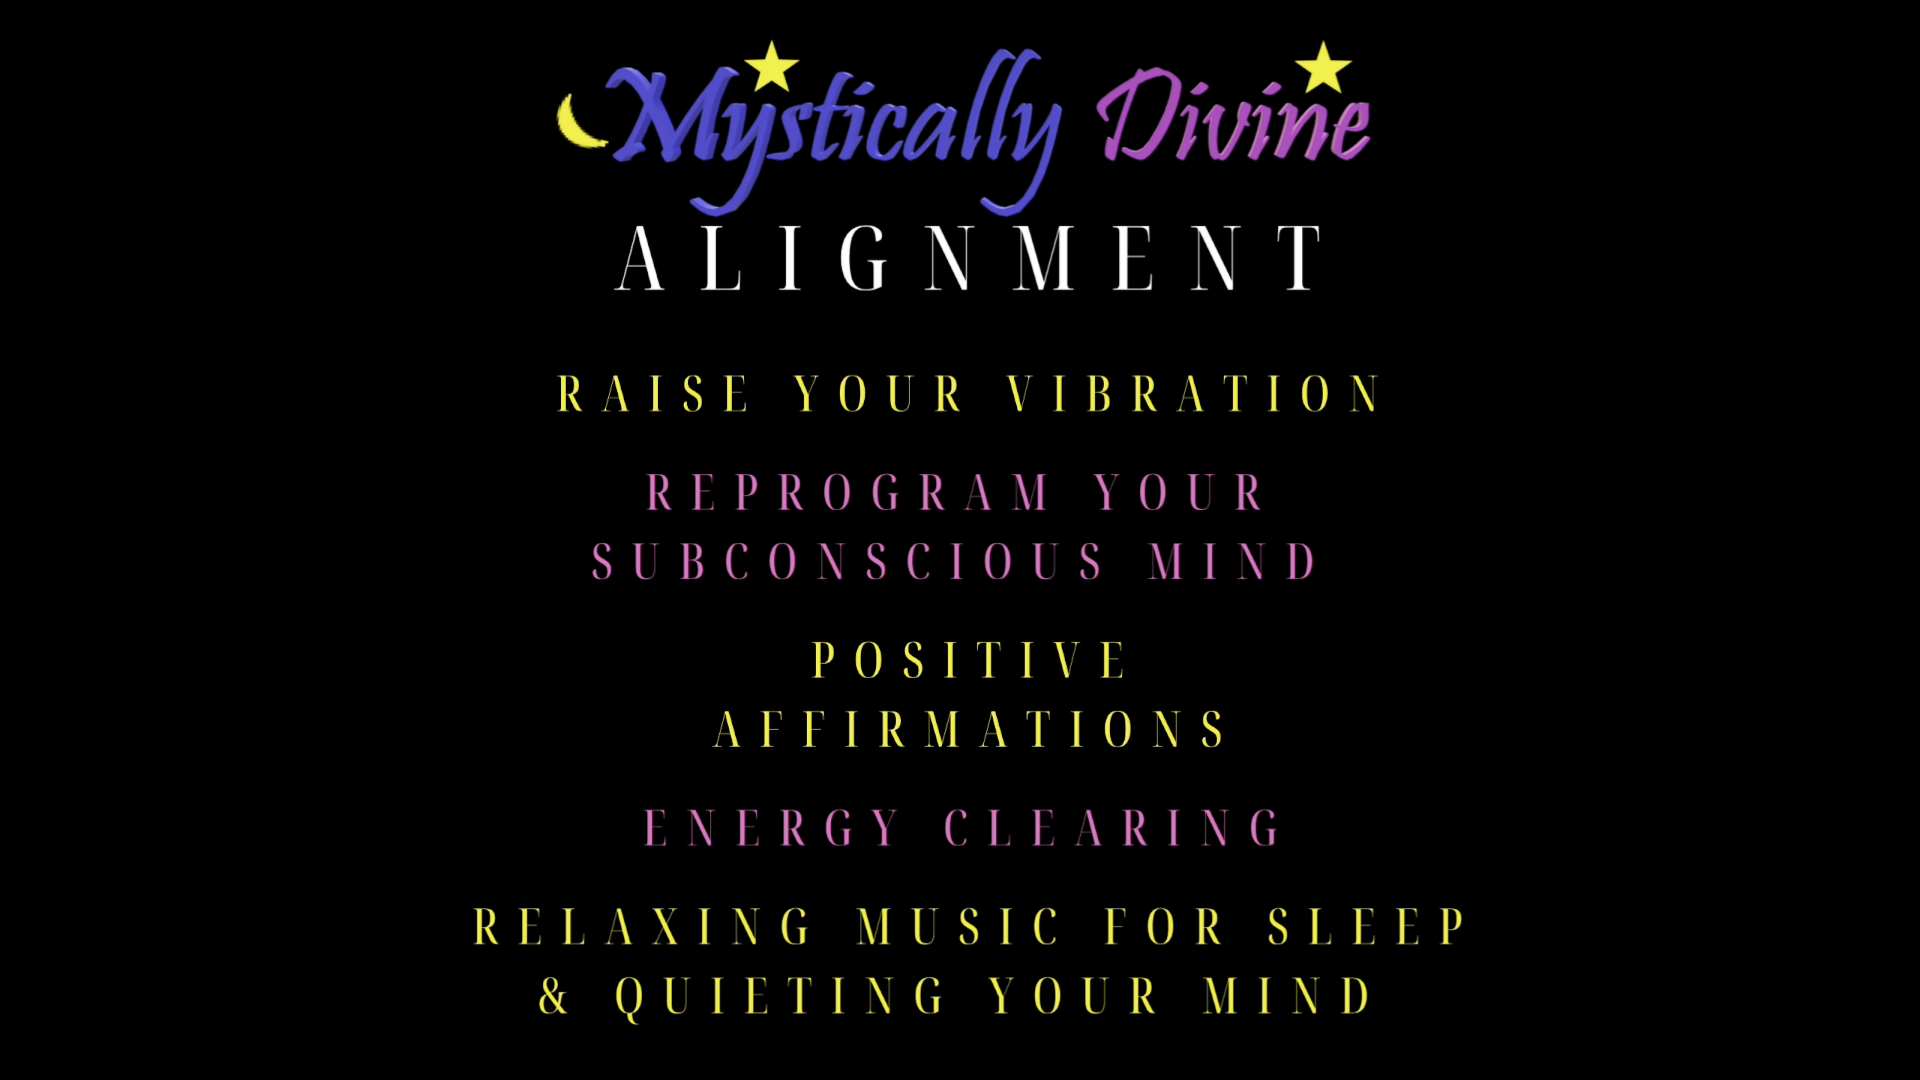 Mystically Divine
ALIGNMENT
RAISE YOUR VIBRATION
REPROGRAM YOUR
SUBCONSCIOUS MIND
POSITIVE
AFFIRMATIONS
ENERGY CLEARING
RELAXING MUSIC FOR SLEEP
& QUIETING YOUR MIND